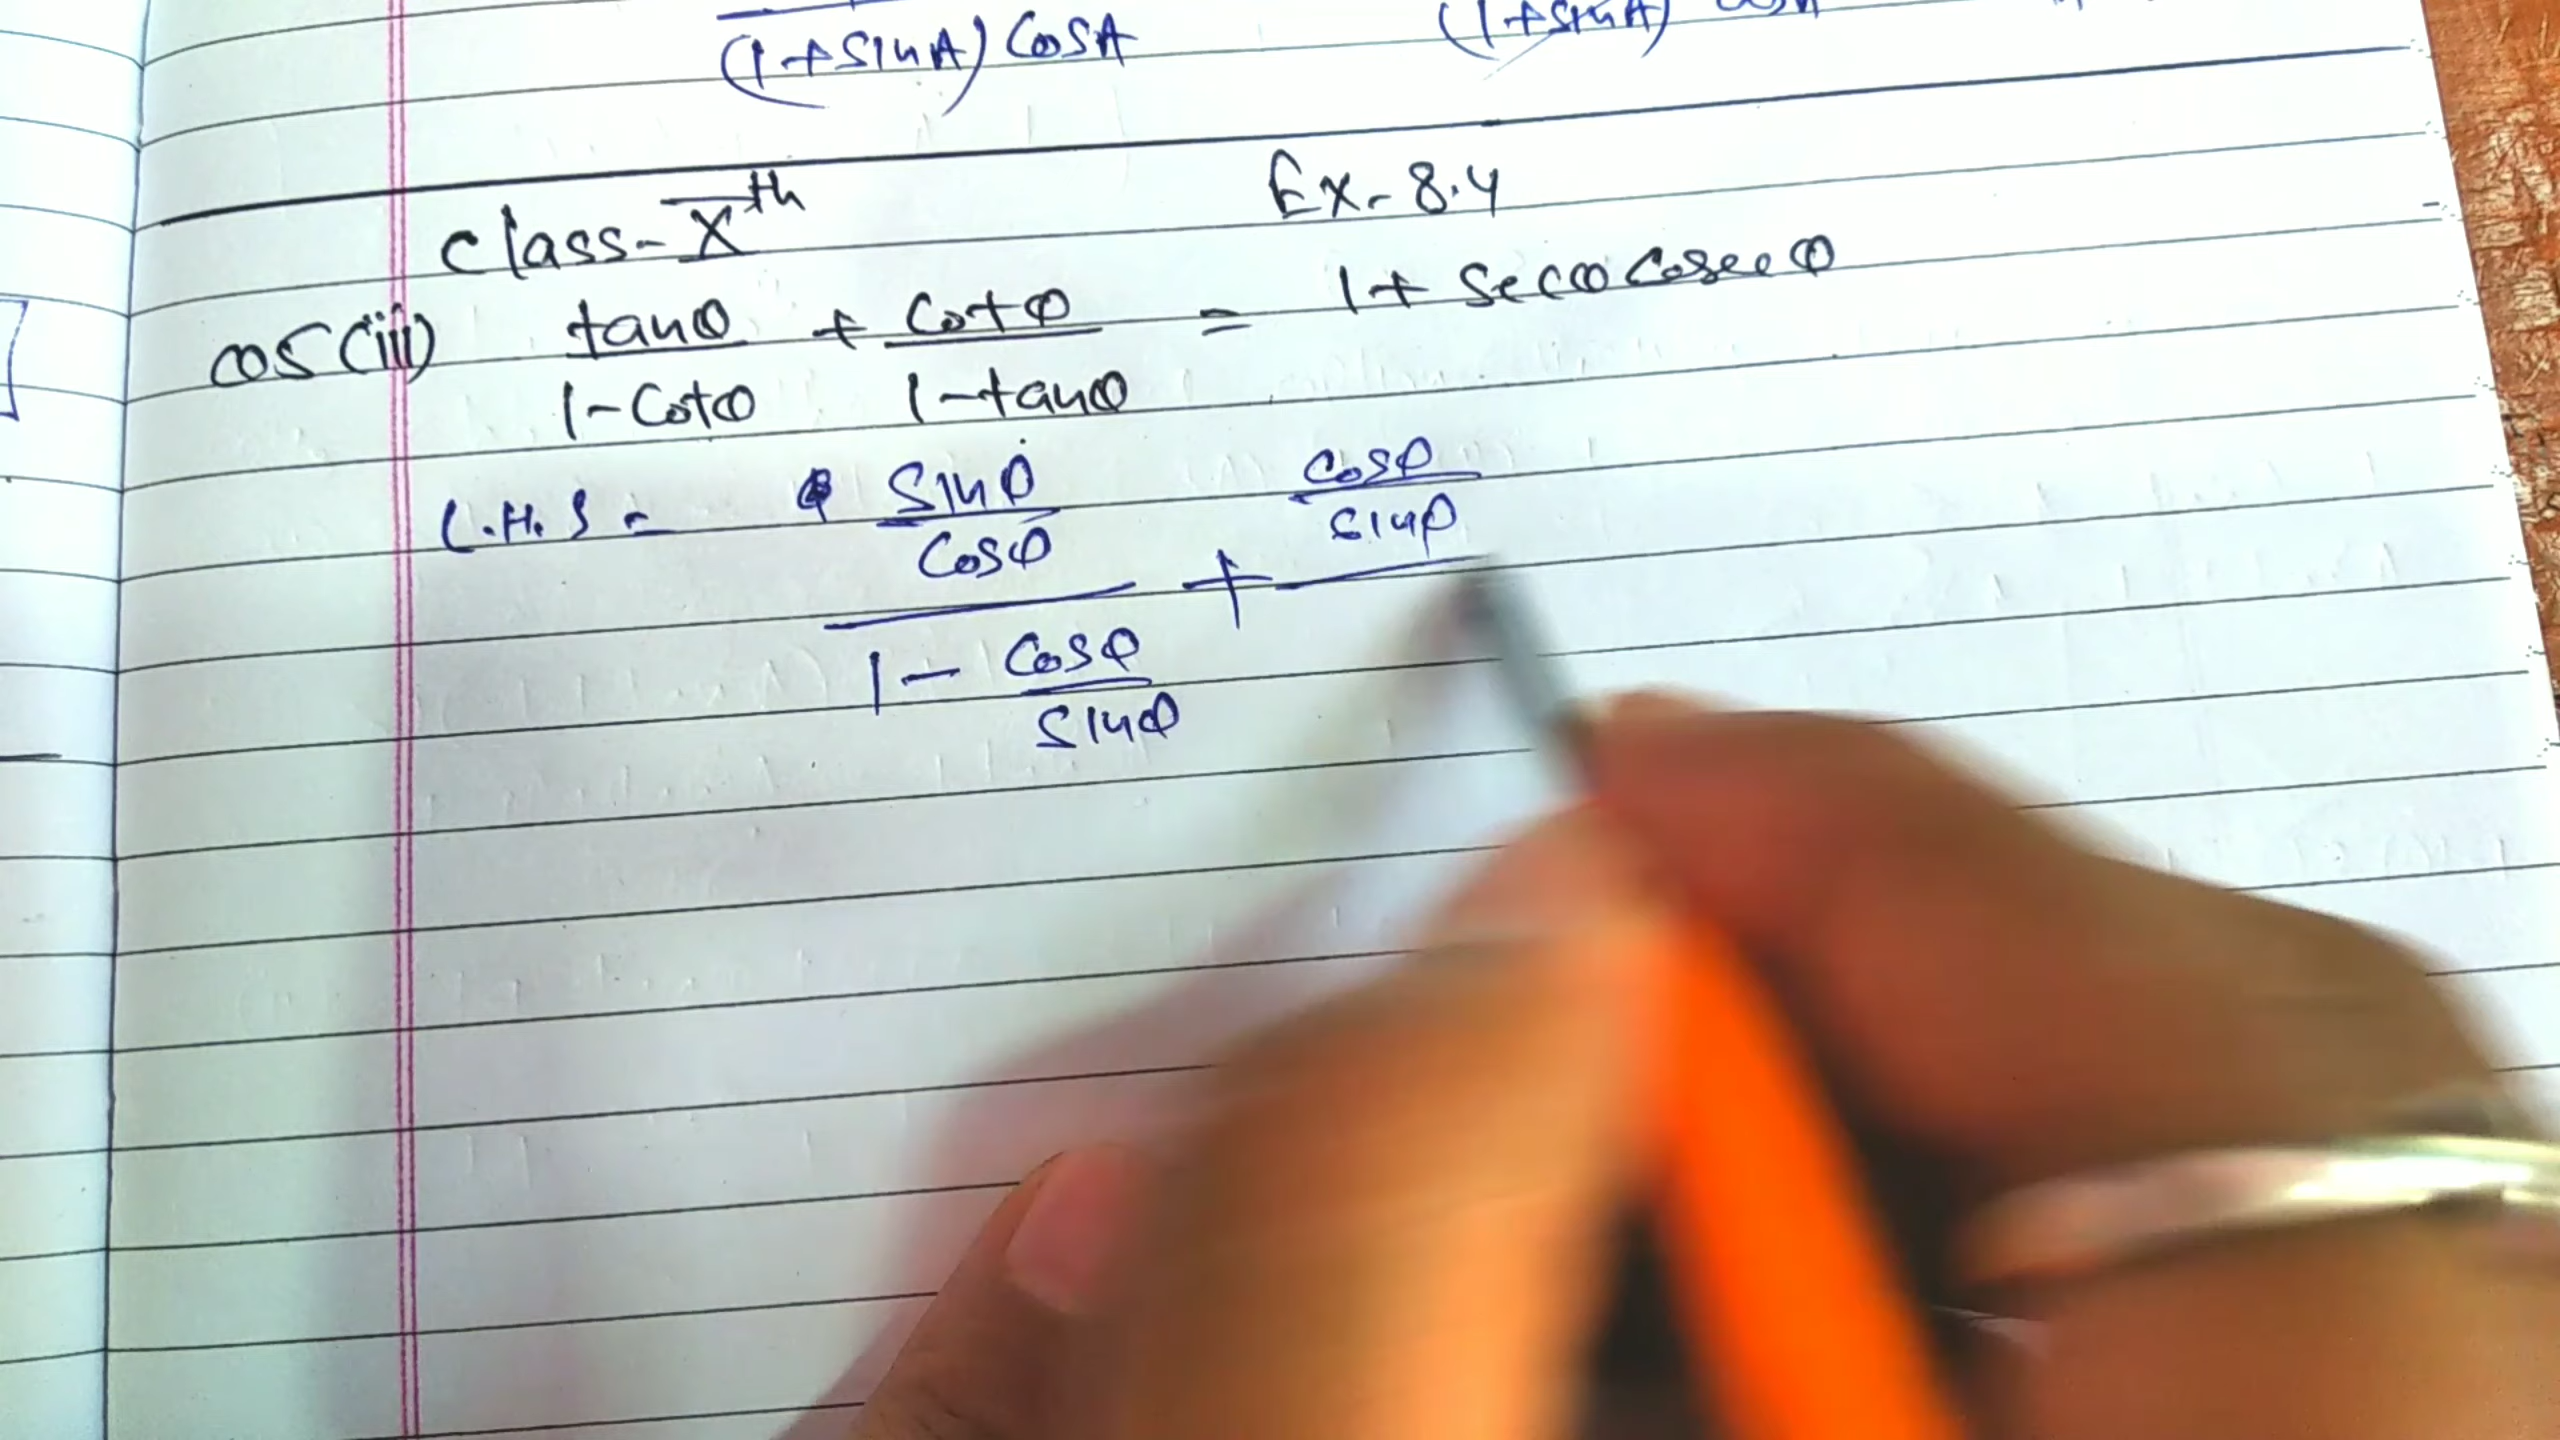 (1+sinA) cosA (1+sinA) cosA
class-Xth Ex-8.4
Q5(iii) tanθ/1-cotθ + cotθ/1-tanθ = 1+ secθ cosecθ
L.H.S = sinθ/cosθ / 1 - cosθ/sinθ + cosθ/sinθ